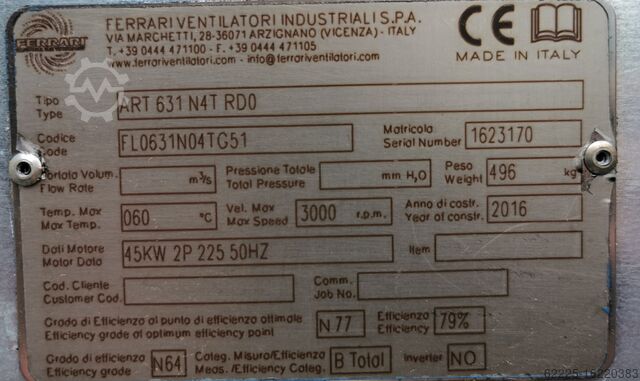 FERRARI
FERRARI VENTILATORI INDUSTRIALI S.P.A.
VIA MARCHETTI, 28-36071 ARZIGNANO (VICENZA) - ITALY
T. +39 0444 471100 - F. +39 0444 471105
www.ferrariventilatori.com - info@ferrariventilatori.com
CE
MADE IN ITALY
Tipo
Type
ART 631 N4T RD0
Codice
Code
FL0631N04TG51
Matricola
Serial Number
1623170
Portata Volum.
Flow Rate
m³/s
Pressione Totale
Total Pressure
mm H₂O
Peso
Weight
496
kg
Temp. Max
Max Temp.
060
°C
Vel. Max
Max Speed
3000
r.p.m.
Anno di costr.
Year of constr.
2016
Dati Motore
Motor Data
45KW 2P 225 50HZ
Item
Cod. Cliente
Customer Cod.
Comm.
Job No.
Grado di Efficienza al punto di efficienza ottimale
Efficiency grade at optimum efficiency point
N 77
Efficienza
Efficiency
79%
Grado di Efficienza
Efficiency grade
N64
Categ. Misura/Efficienza
Meas. /Efficiency Categ.
B Total
inverter
NO
62225-15220383